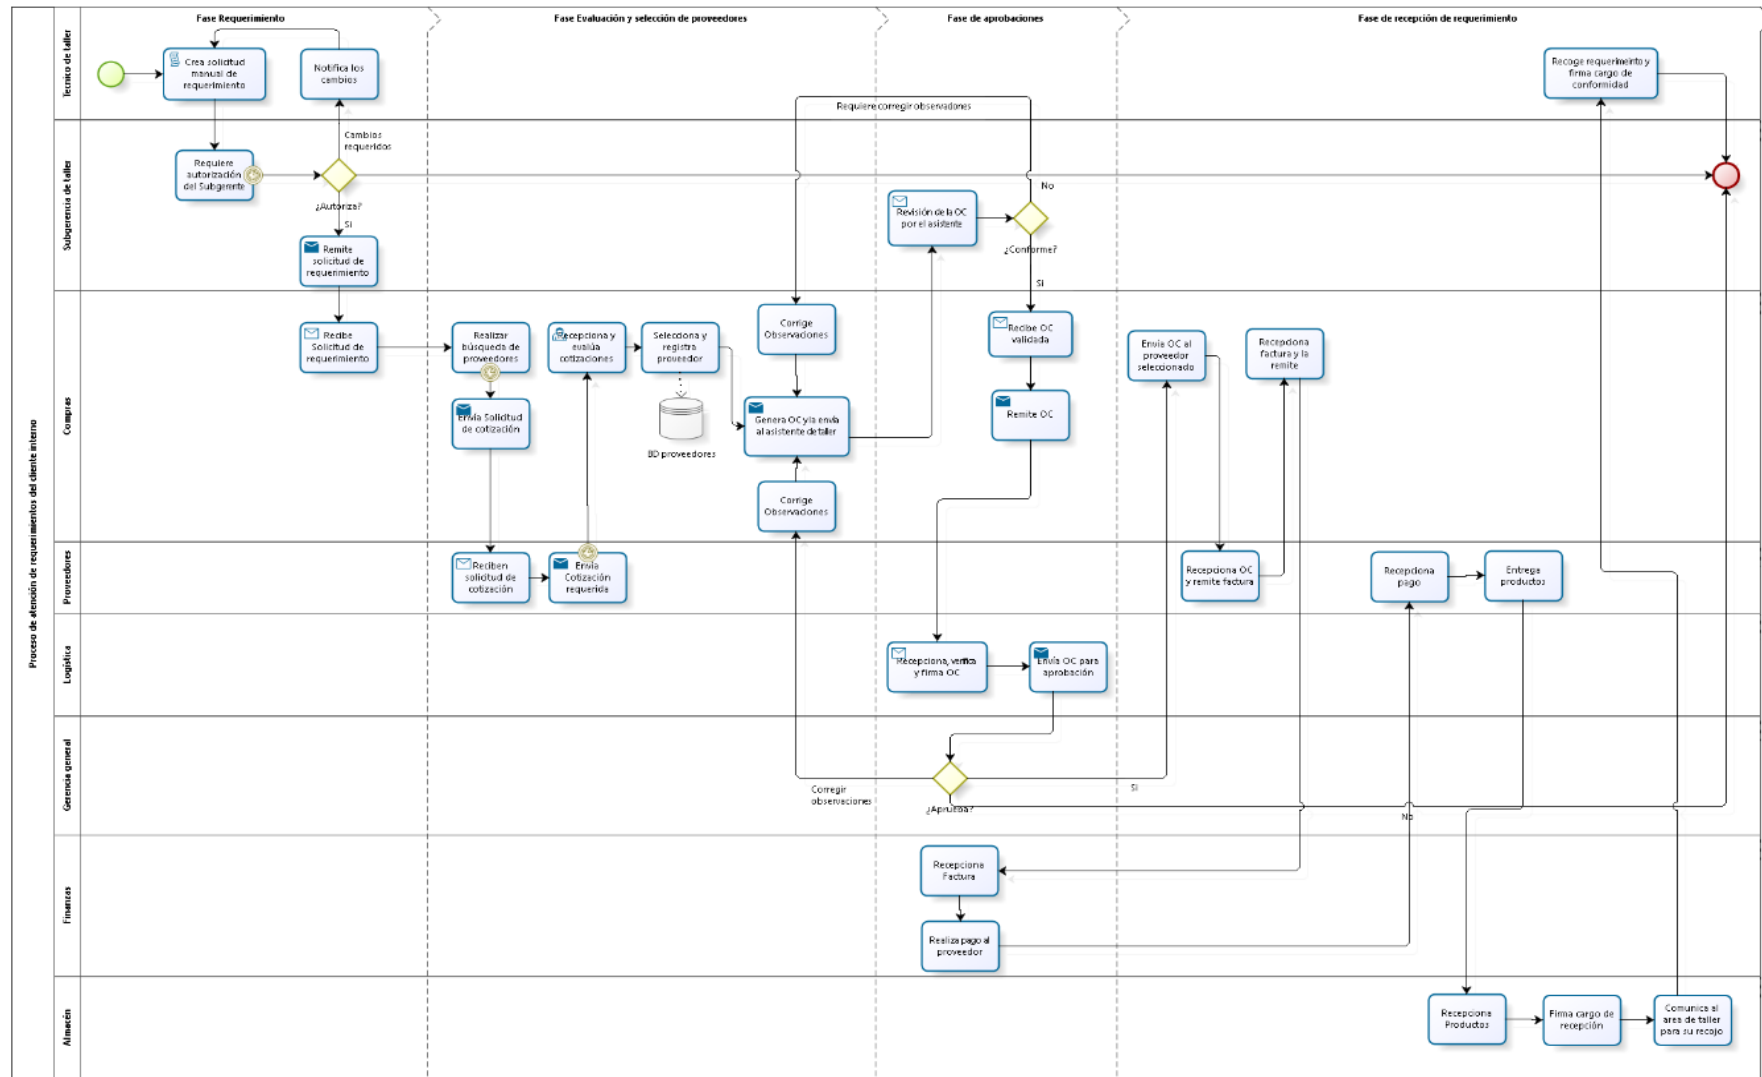 Fase Requerimiento
Fase Evaluación y selección de proveedores
Fase de aprobaciones
Fase de recepción de requerimiento
Proceso de atención de requerimientos del cliente interno
Tecnico de taller
Crea solicitud
manual de
requerimiento
Notifica los
cambios
Requiere corregir observaciones
Recoge requerimeinto y
firma cargo de
conformidad
Subgerencia de taller
Cambios
requeridos
Requiere
autorización
del Subgerente
¿Autoriza?
Si
Remite
solicitud de
requerimiento
Revisión de la OC
por el asistente
No
¿Conforme?
Si
Compras
Recibe
Solicitud de
requerimiento
Realizar
búsqueda de
proveedores
Recepciona y
evalúa
cotizaciones
Selecciona y
registra
proveedor
Corrige
Observaciones
Recibe OC
validada
Envia OC al
proveedor
seleccionado
Recepciona
factura y la
remite
Envia Solicitud
de cotización
BD proveedores
Genera OC y la envía
al asistente de taller
Remite OC
Corrige
Observaciones
Proveedores
Reciben
solicitud de
cotización
Envia
Cotización
requerida
Recepciona OC
y remite factura
Recepciona
pago
Entrega
productos
Logística
Recepciona, verifica
y firma OC
Envía OC para
aprobación
Gerencia general
Corregir
observaciones
¿Aprueba?
Si
No
Finanzas
Recepciona
Factura
Realiza pago al
proveedor
Almacén
Recepciona
Productos
Firma cargo de
recepción
Comunica al
area de taller
para su recojo